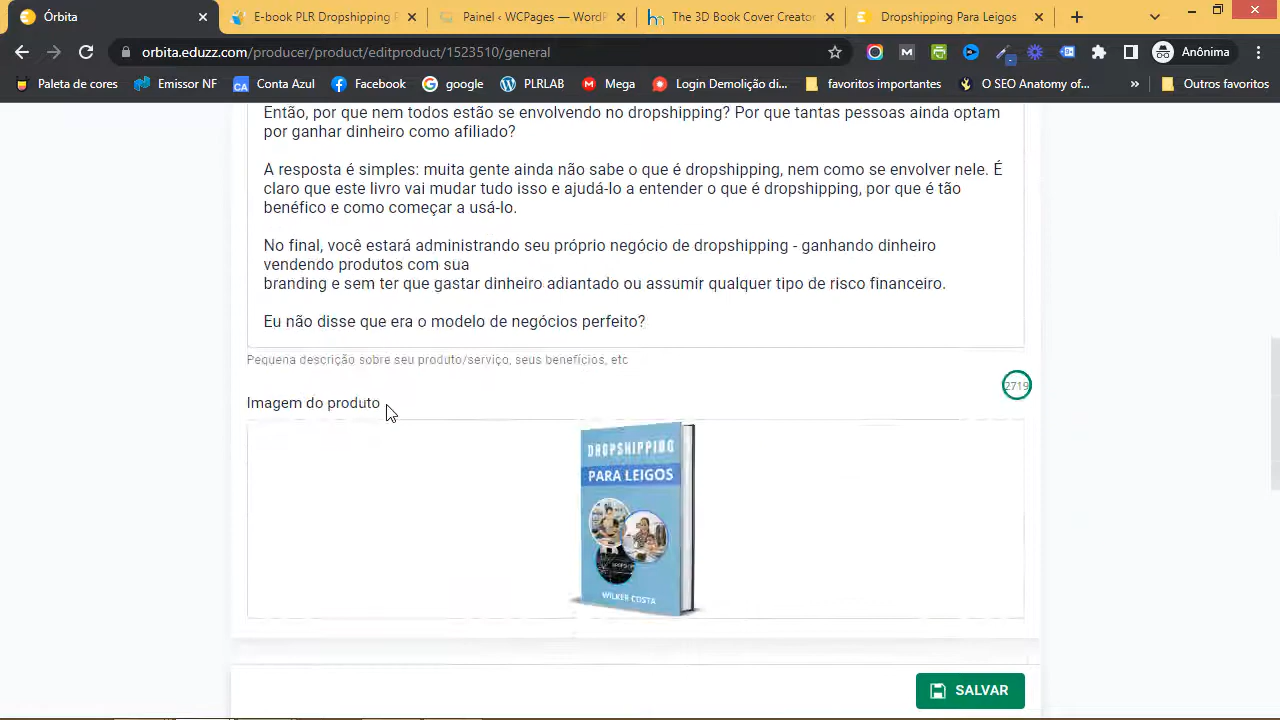 Órbita
E-book PLR Dropshipping P
Painel ‹ WCPages — WordP
The 3D Book Cover Creator
Dropshipping Para Leigos
orbita.eduzz.com/producer/product/editproduct/1523510/general
Anônima
Paleta de cores
Emissor NF
Conta Azul
Facebook
google
PLRLAB
Mega
Login Demolição di...
favoritos importantes
O SEO Anatomy of...
Outros favoritos
Então, por que nem todos estão se envolvendo no dropshipping? Por que tantas pessoas ainda optam
por ganhar dinheiro como afiliado?
A resposta é simples: muita gente ainda não sabe o que é dropshipping, nem como se envolver nele. É
claro que este livro vai mudar tudo isso e ajudá-lo a entender o que é dropshipping, por que é tão
benéfico e como começar a usá-lo.
No final, você estará administrando seu próprio negócio de dropshipping - ganhando dinheiro
vendendo produtos com sua
branding e sem ter que gastar dinheiro adiantado ou assumir qualquer tipo de risco financeiro.
Eu não disse que era o modelo de negócios perfeito?
Pequena descrição sobre seu produto/serviço, seus benefícios, etc
2719
Imagem do produto
DROPSHIPPING
PARA LEIGOS
WILKER COSTA
SALVAR